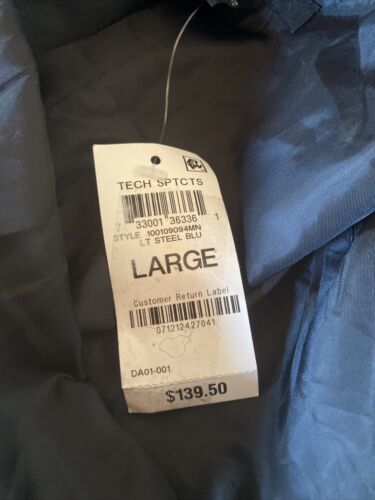 TECH SPTCTS
7 33001 36336 1
STYLE 100109094MN
LT STEEL BLU
LARGE
Customer Return Label
071212427041
DA01-001
$139.50